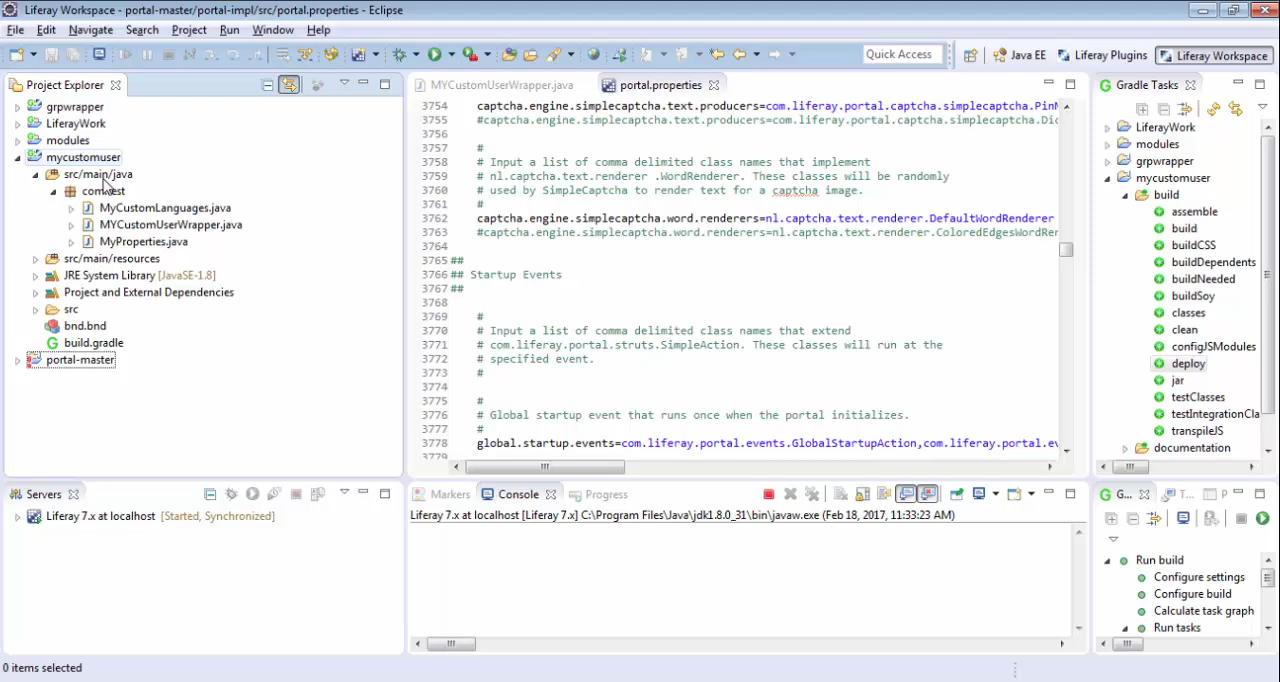 Liferay Workspace - portal-master/portal-impl/src/portal.properties - Eclipse
File Edit Navigate Search Project Run Window Help
Quick Access Java EE Liferay Plugins Liferay Workspace
Project Explorer
grpwrapper
LiferayWork
modules
mycustomuser
src/main/java
MyCustomLanguages.java
MYCustomUserWrapper.java
MyProperties.java
src/main/resources
JRE System Library [JavaSE-1.8]
Project and External Dependencies
src
bnd.bnd
build.gradle
portal-master
MYCustomUserWrapper.java portal.properties
3754 captcha.engine.simplecaptcha.text.producers=com.liferay.portal.captcha.simplecaptcha.PinN
3755 #captcha.engine.simplecaptcha.text.producers=com.liferay.portal.captcha.simplecaptcha.Dic
3756
3757 #
3758 # Input a list of comma delimited class names that implement
3759 # nl.captcha.text.renderer .WordRenderer. These classes will be randomly
3760 # used by SimpleCaptcha to render text for a captcha image.
3761 #
3762 captcha.engine.simplecaptcha.word.renderers=nl.captcha.text.renderer.DefaultWordRenderer
3763 #captcha.engine.simplecaptcha.word.renderers=nl.captcha.text.renderer.ColoredEdgesWordRer
3764
3765 ##
3766 ## Startup Events
3767 ##
3768
3769 #
3770 # Input a list of comma delimited class names that extend
3771 # com.liferay.portal.struts.SimpleAction. These classes will run at the
3772 # specified event.
3773 #
3774
3775 #
3776 # Global startup event that runs once when the portal initializes.
3777 #
3778 global.startup.events=com.liferay.portal.events.GlobalStartupAction,com.liferay.portal.ev
3779
Gradle Tasks
LiferayWork
modules
grpwrapper
mycustomuser
build
assemble
build
buildCSS
buildDependents
buildNeeded
buildSoy
classes
clean
configJSModules
deploy
jar
testClasses
testIntegrationCla
transpileJS
documentation
Servers
Liferay 7.x at localhost [Started, Synchronized]
Markers Console Progress
Liferay 7.x at localhost [Liferay 7.x] C:\Program Files\Java\jdk1.8.0_31\bin\javaw.exe (Feb 18, 2017, 11:33:23 AM)
G... T... P
Run build
Configure settings
Configure build
Calculate task graph
Run tasks
0 items selected